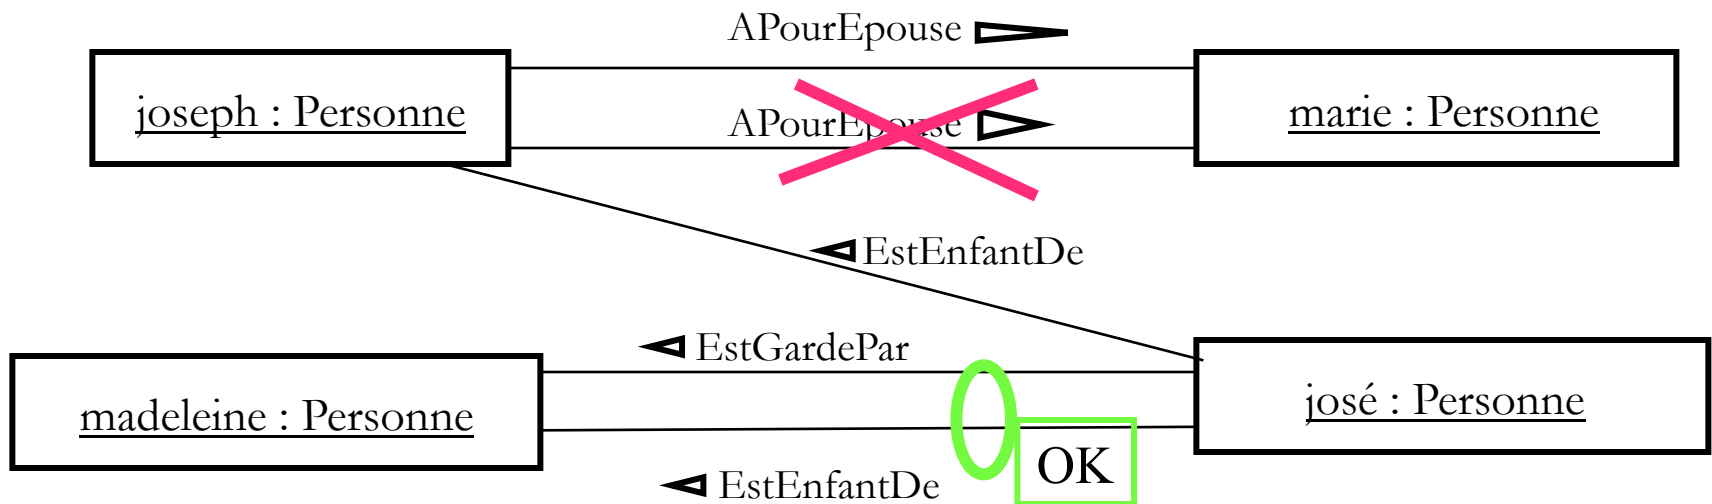 APourEpouse
joseph : Personne
APourEpouse
marie : Personne
EstEnfantDe
EstGardePar
madeleine : Personne
josé : Personne
OK
EstEnfantDe